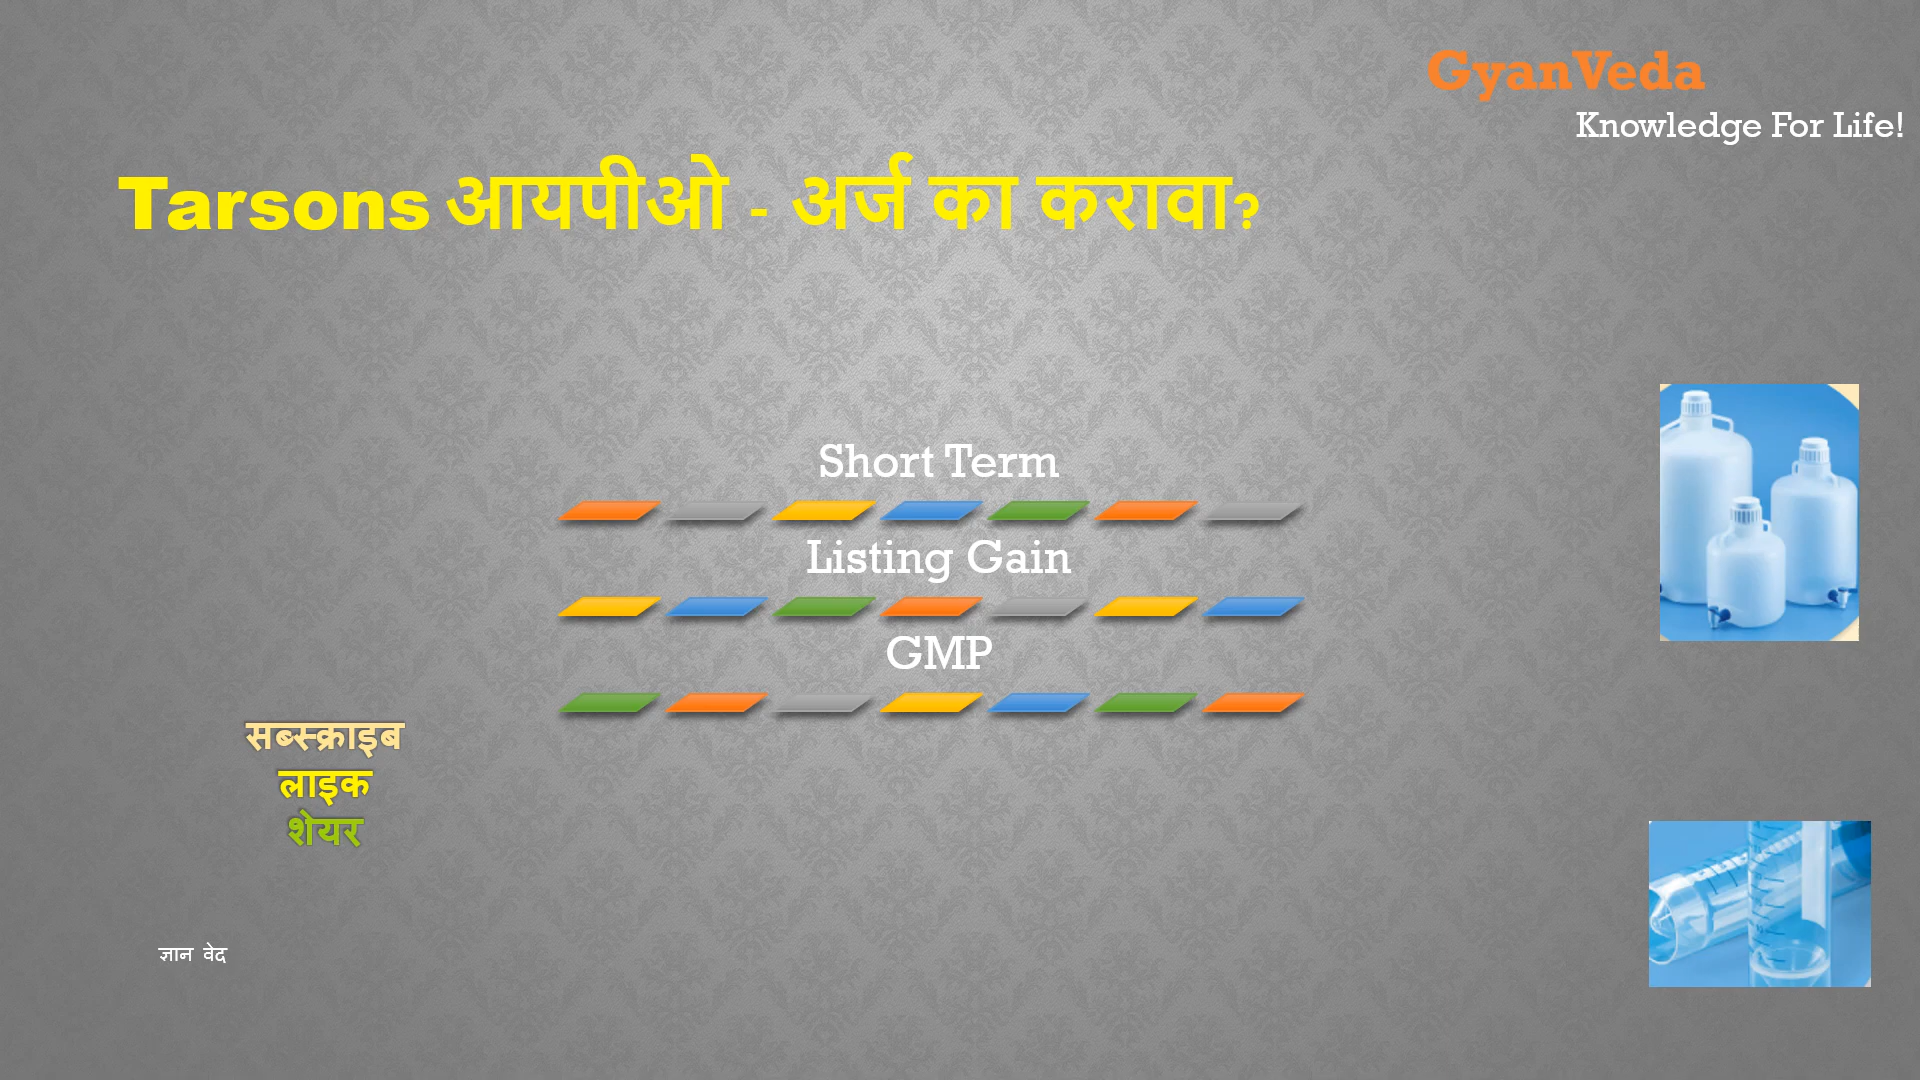 GyanVeda
Knowledge For Life!
Tarsons आयपीओ - अर्ज का करावा?
Short Term
Listing Gain
GMP
सब्स्क्राइब
लाइक
शेयर
ज्ञान वेद